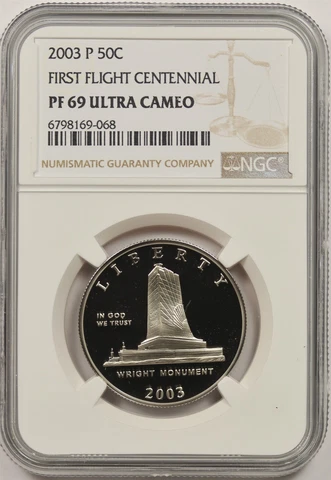 2003 P 50C
FIRST FLIGHT CENTENNIAL
PF 69 ULTRA CAMEO
6798169-068
NUMISMATIC GUARANTY COMPANY
NGC
LIBERTY
IN GOD
WE TRUST
WRIGHT MONUMENT
2003